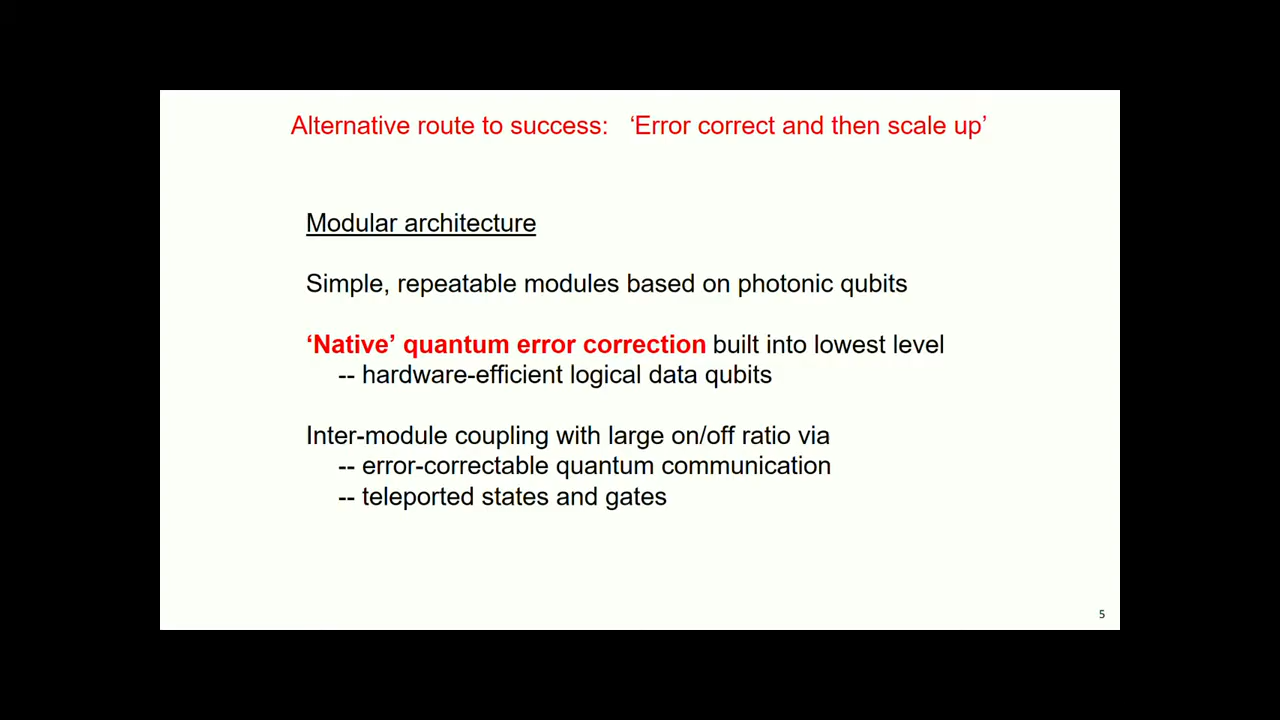 Alternative route to success: ‘Error correct and then scale up’
Modular architecture
Simple, repeatable modules based on photonic qubits
‘Native’ quantum error correction built into lowest level
-- hardware-efficient logical data qubits
Inter-module coupling with large on/off ratio via
-- error-correctable quantum communication
-- teleported states and gates
5